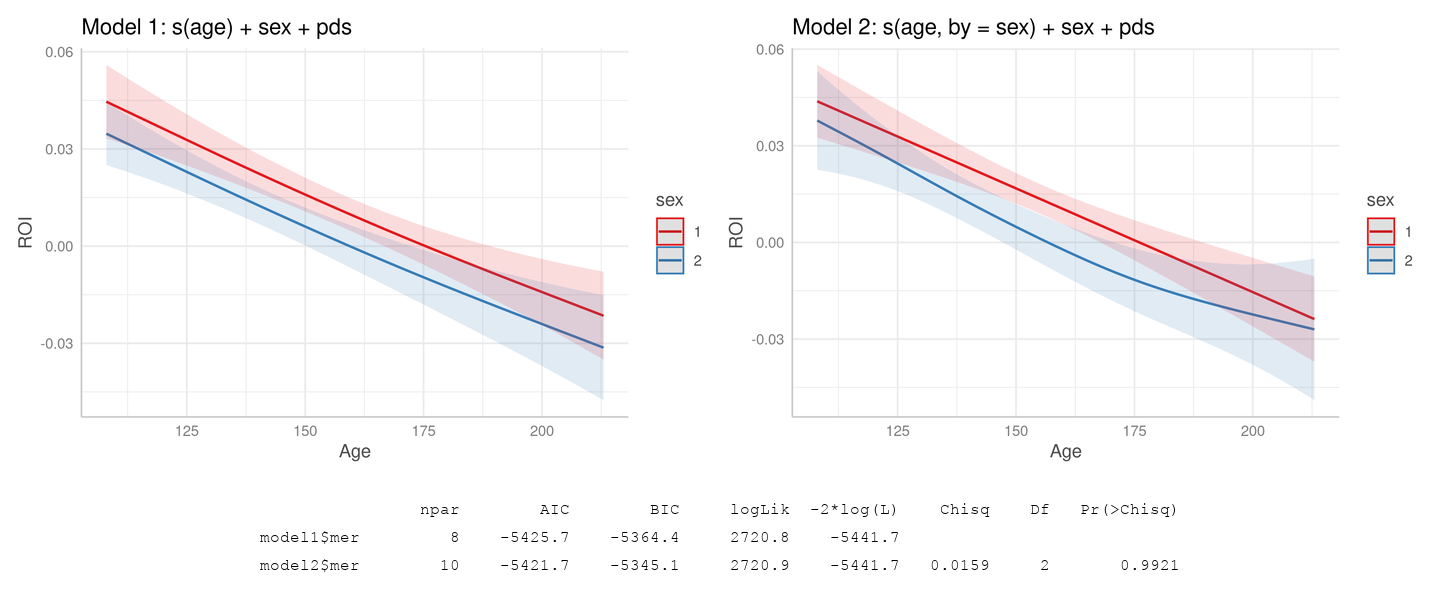 Model 1: s(age) + sex + pds
0.06
0.03
0.00
-0.03
ROI
125 150 175 200
Age
sex
1
2
Model 2: s(age, by = sex) + sex + pds
0.06
0.03
0.00
-0.03
ROI
125 150 175 200
Age
sex
1
2
npar AIC BIC logLik -2*log(L) Chisq Df Pr(>Chisq)
model1$mer 8 -5425.7 -5364.4 2720.8 -5441.7
model2$mer 10 -5421.7 -5345.1 2720.9 -5441.7 0.0159 2 0.9921